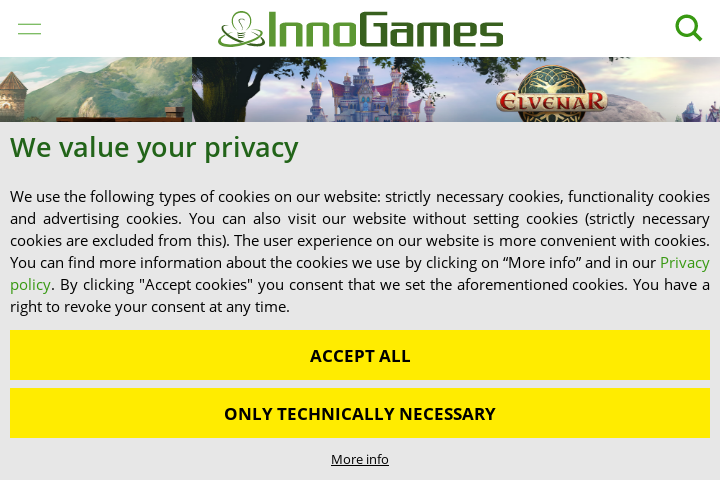 InnoGames
ELVENAR
We value your privacy
We use the following types of cookies on our website: strictly necessary cookies, functionality cookies
and advertising cookies. You can also visit our website without setting cookies (strictly necessary
cookies are excluded from this). The user experience on our website is more convenient with cookies.
You can find more information about the cookies we use by clicking on “More info” and in our Privacy
policy. By clicking "Accept cookies" you consent that we set the aforementioned cookies. You have a
right to revoke your consent at any time.
ACCEPT ALL
ONLY TECHNICALLY NECESSARY
More info